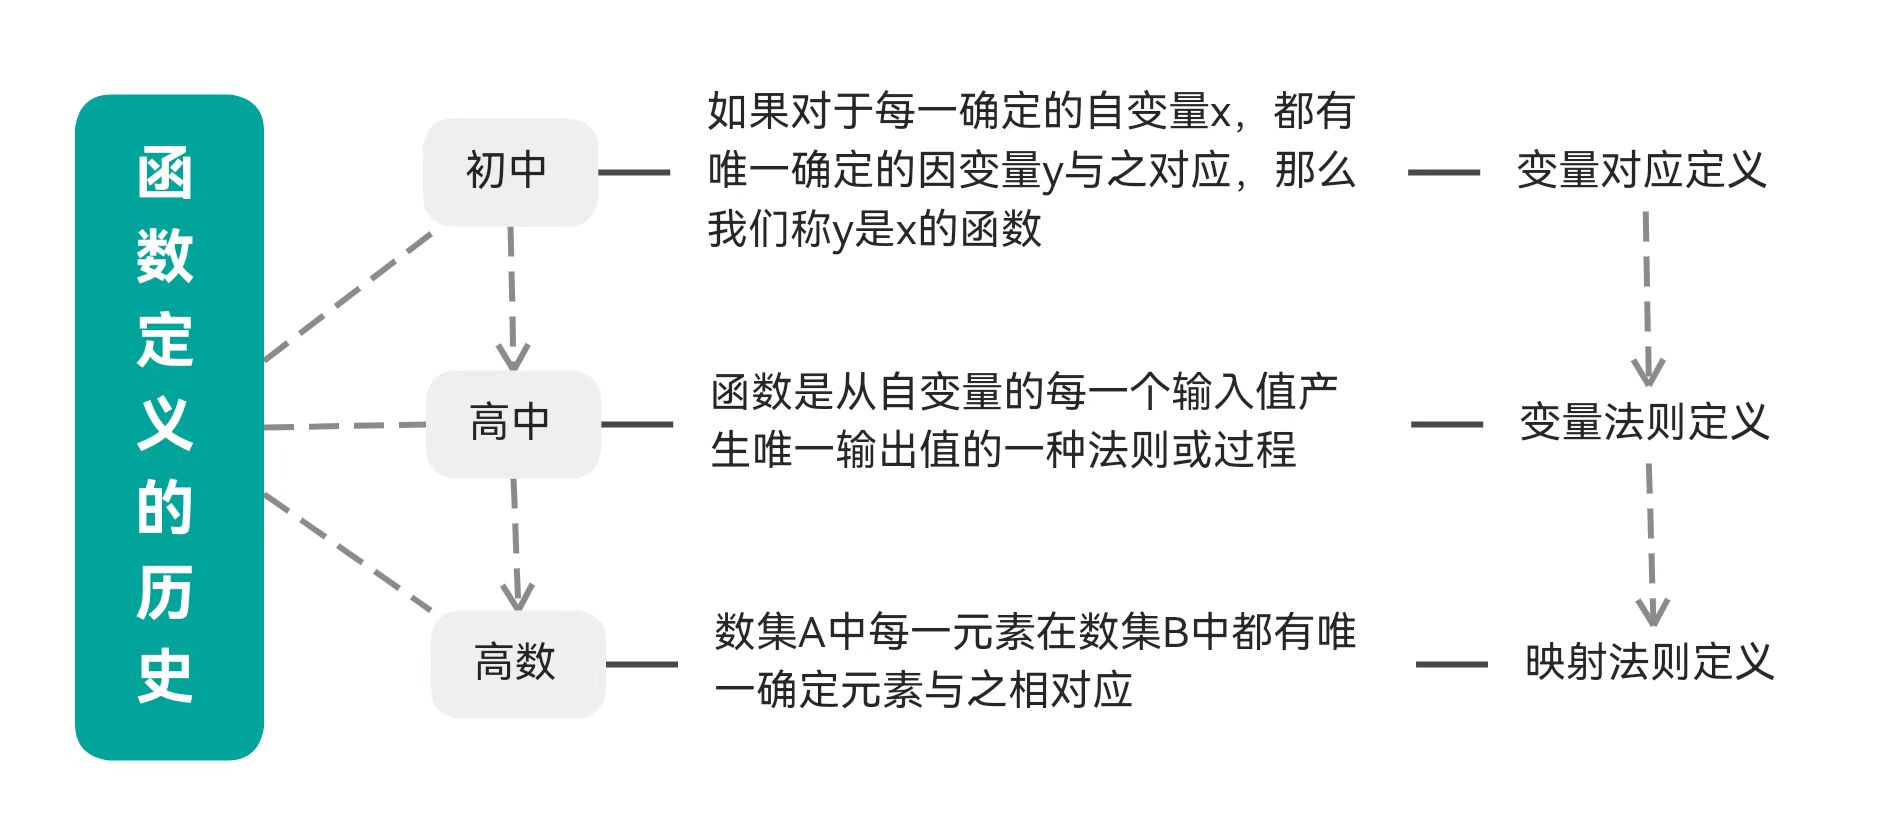 函数定义的历史
初中
如果对于每一确定的自变量x，都有
唯一确定的因变量y与之对应，那么
我们称y是x的函数
变量对应定义
高中
函数是从自变量的每一个输入值产
生唯一输出值的一种法则或过程
变量法则定义
高数
数集A中每一元素在数集B中都有唯
一确定元素与之相对应
映射法则定义